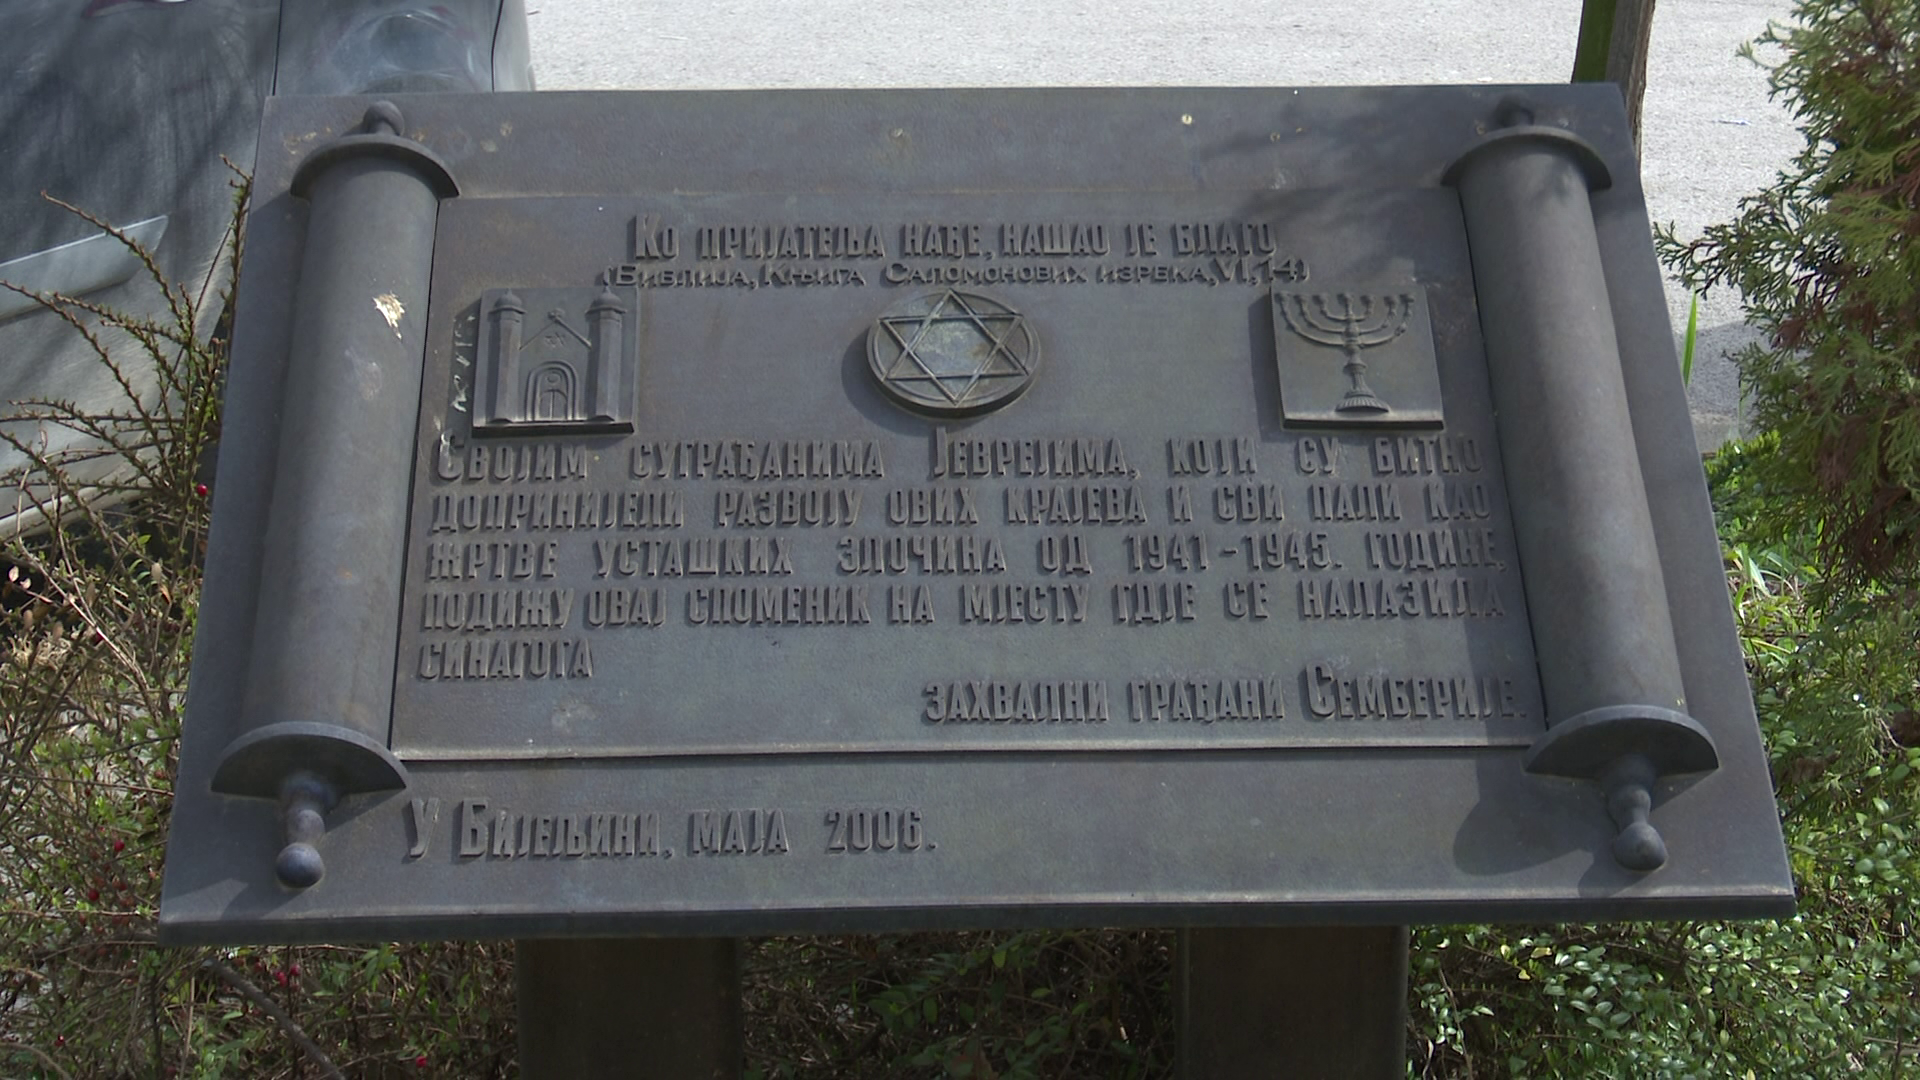 Ко пријатеља нађе, нашао је благо
(Библија, Књига Саломонових изрека, VI, 14)
Својим суграђанима Јеврејима, који су битно
допринијели развоју ових крајева и сви пали као
жртве усташких злочина од 1941-1945. године,
подижу овај споменик на мјесту гдје се налазила
синагога
захвални грађани Семберије.
У Бијељини, маја 2006.